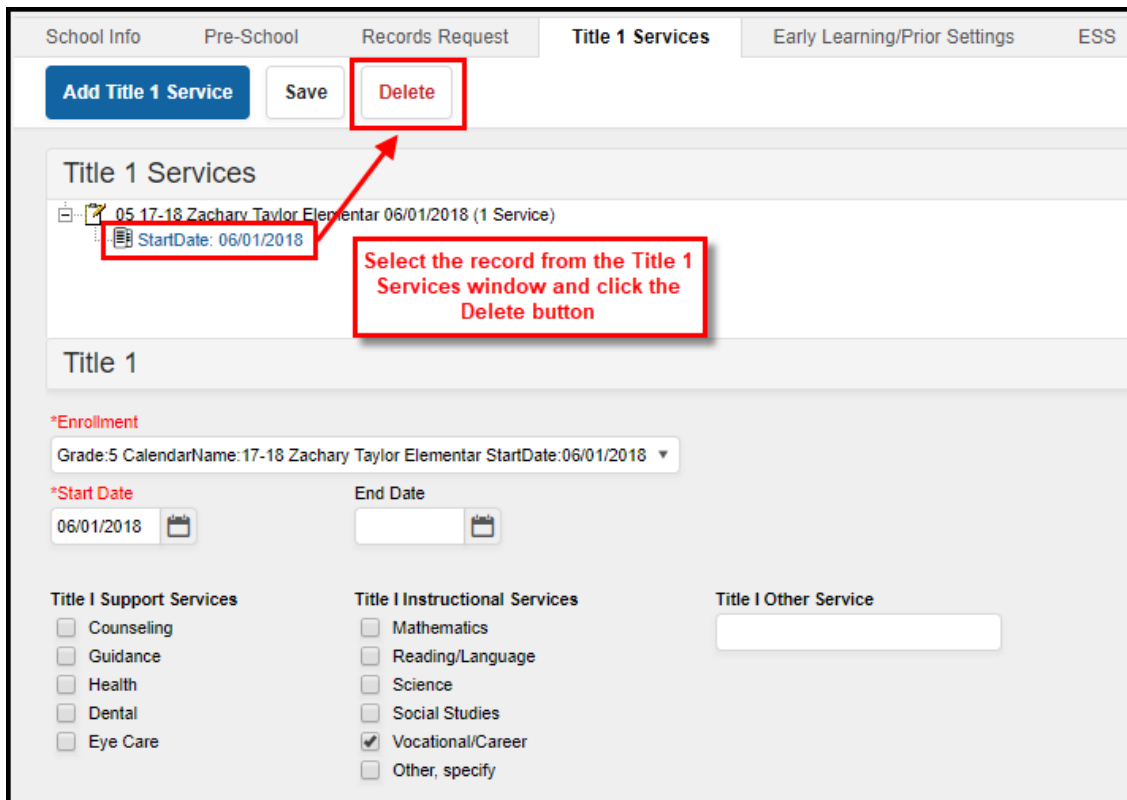 School Info Pre-School Records Request Title 1 Services Early Learning/Prior Settings ESS
Add Title 1 Service Save Delete
Title 1 Services
05 17-18 Zachary Taylor Elementar 06/01/2018 (1 Service)
StartDate: 06/01/2018
Select the record from the Title 1
Services window and click the
Delete button
Title 1
*Enrollment
Grade:5 CalendarName:17-18 Zachary Taylor Elementar StartDate:06/01/2018
*Start Date End Date
06/01/2018
Title I Support Services Title I Instructional Services Title I Other Service
Counseling Mathematics
Guidance Reading/Language
Health Science
Dental Social Studies
Eye Care Vocational/Career
Other, specify